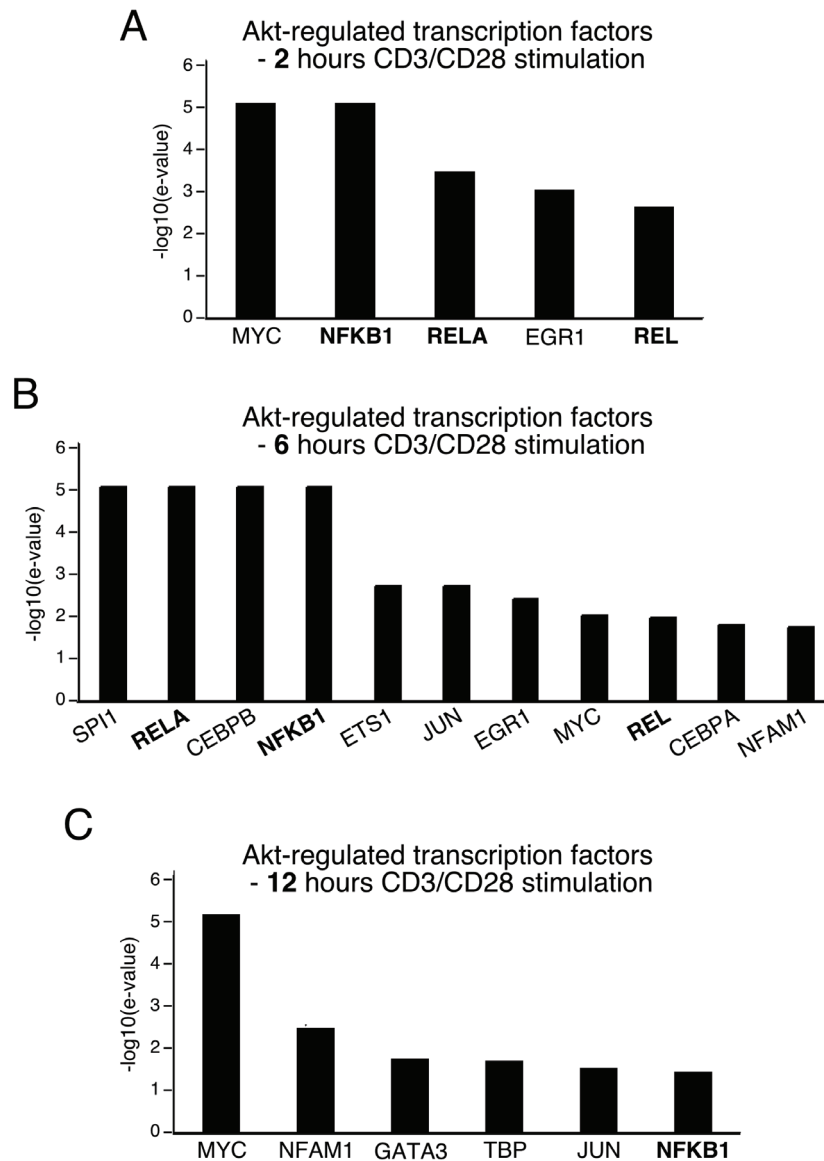 A
Akt-regulated transcription factors
- 2 hours CD3/CD28 stimulation
-log10(e-value)
6
5
4
3
2
1
0
MYC NFKB1 RELA EGR1 REL
B
Akt-regulated transcription factors
- 6 hours CD3/CD28 stimulation
-log10(e-value)
6
5
4
3
2
1
0
SPI1 RELA CEBPB NFKB1 ETS1 JUN EGR1 MYC REL CEBPA NFAM1
C
Akt-regulated transcription factors
- 12 hours CD3/CD28 stimulation
-log10(e-value)
6
5
4
3
2
1
0
MYC NFAM1 GATA3 TBP JUN NFKB1